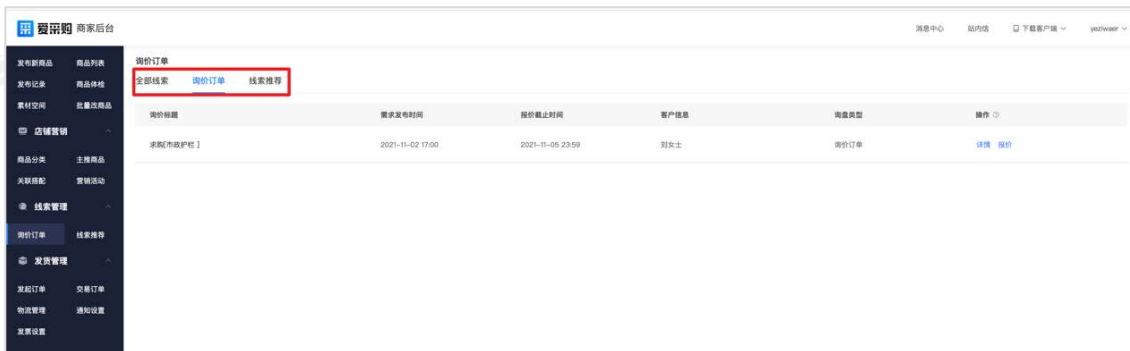 采 爱采购 商家后台
消息中心 站内信 下载客户端 yeziwaer
发布新商品 商品列表
发布记录 商品体检
素材空间 批量改商品
店铺营销
商品分类 主推商品
关联搭配 营销活动
线索管理
询价订单 线索推荐
发货管理
发起订单 交易订单
物流管理 通知设置
发票设置
询价订单
全部线索 询价订单 线索推荐
询价标题 需求发布时间 报价截止时间 客户信息 询盘类型 操作
求购[市政护栏 ] 2021-11-02 17:00 2021-11-05 23:59 刘女士 询价订单 详情 报价